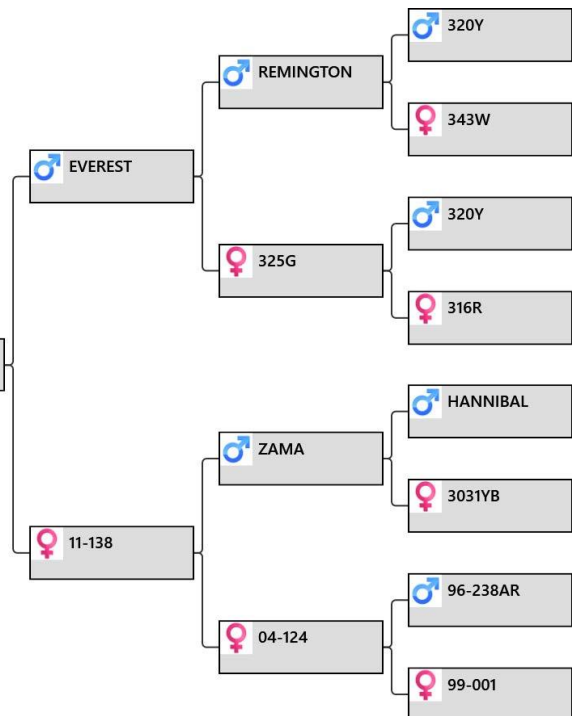 320Y
REMINGTON
343W
EVEREST
320Y
325G
316R
HANNIBAL
ZAMA
3031YB
11-138
96-238AR
04-124
99-001